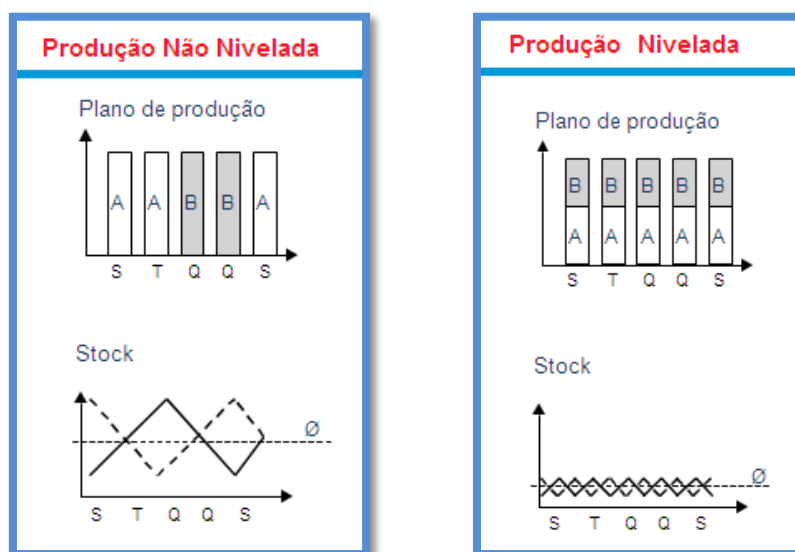 Produção Não Nivelada
Plano de produção
A A B B A
S T Q Q S
Stock
Ø
S T Q Q S
Produção Nivelada
Plano de produção
B B B B B
A A A A A
S T Q Q S
Stock
Ø
S T Q Q S